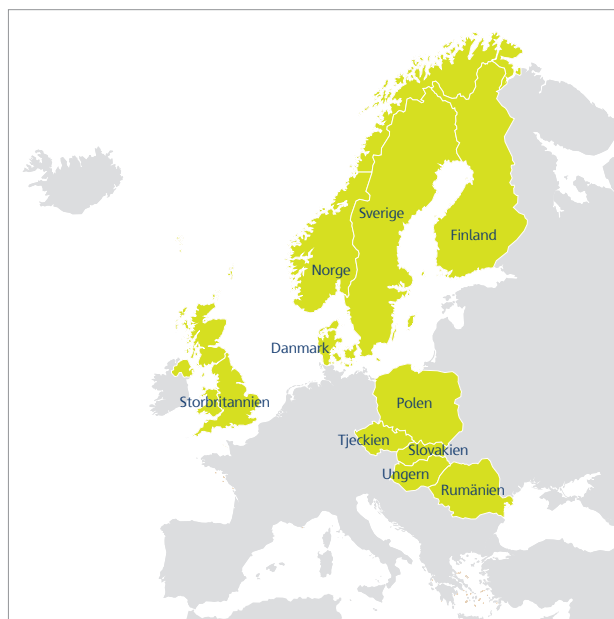 Sverige
Finland
Norge
Danmark
Storbritannien
Polen
Tjeckien
Slovakien
Ungern
Rumänien